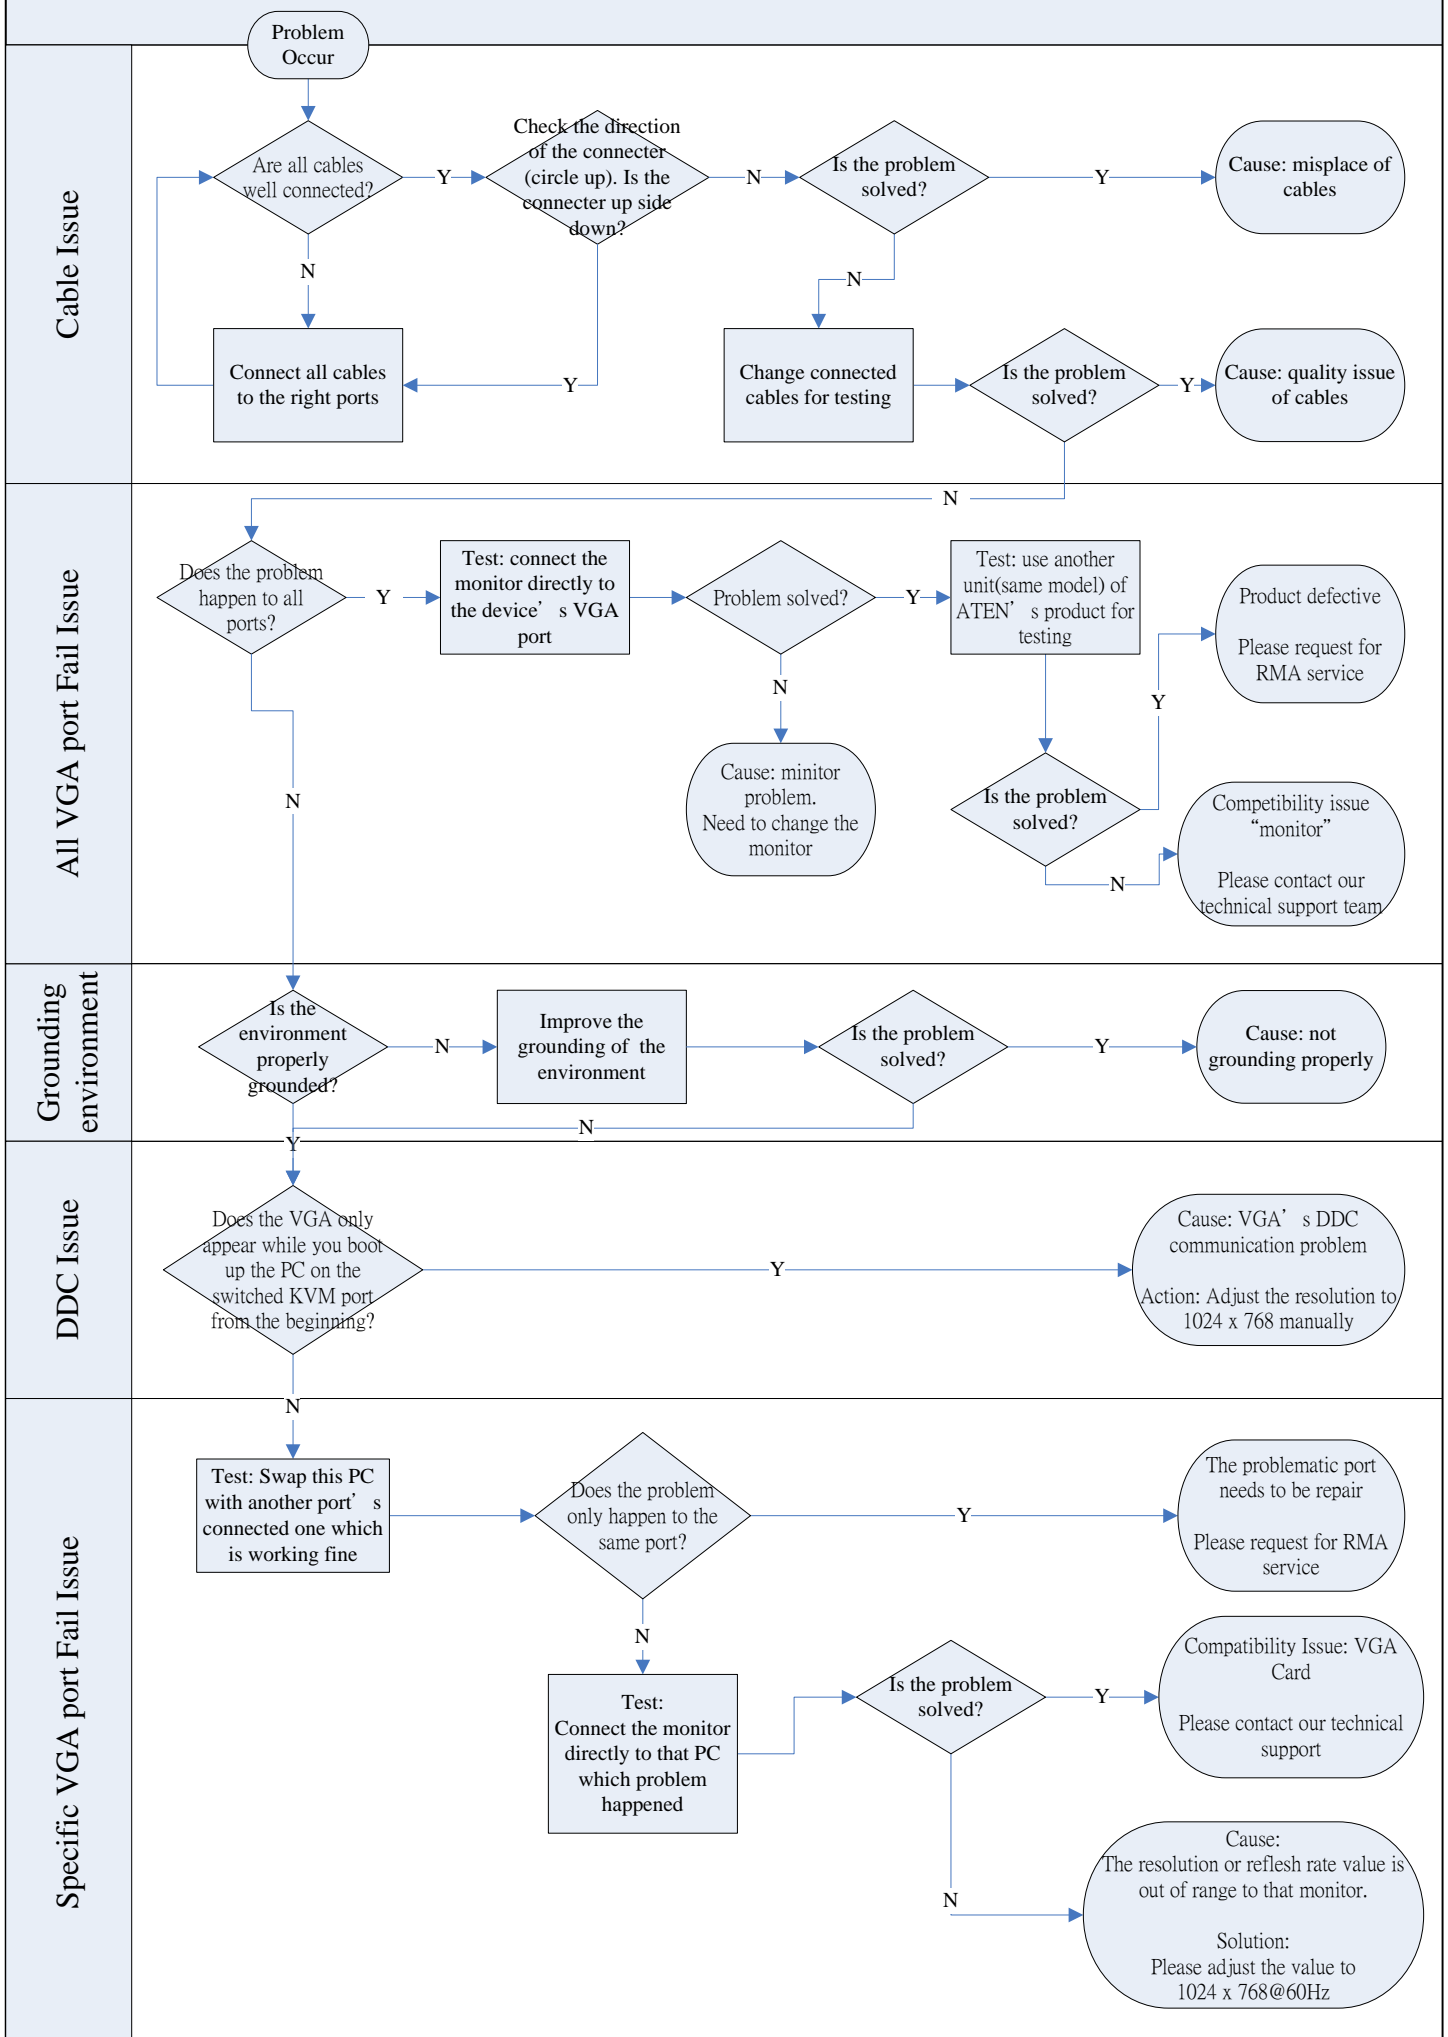 Problem
Occur
Cable Issue
Are all cables
well connected?
Y
Check the direction
of the connecter
(circle up). Is the
connecter up side
down?
N
Is the problem
solved?
Y
Cause: misplace of
cables
N
N
Connect all cables
to the right ports
Y
Change connected
cables for testing
Is the problem
solved?
Y
Cause: quality issue
of cables
N
All VGA port Fail Issue
Does the problem
happen to all
ports?
Y
Test: connect the
monitor directly to
the device’s VGA
port
Problem solved?
Y
Test: use another
unit(same model) of
ATEN’s product for
testing
Product defective
Please request for
RMA service
N
Y
N
Cause: minitor
problem.
Need to change the
monitor
Is the problem
solved?
Competibility issue
“monitor”
Please contact our
technical support team
N
Grounding
environment
Is the
environment
properly
grounded?
N
Improve the
grounding of the
environment
Is the problem
solved?
Y
Cause: not
grounding properly
N
Y
DDC Issue
Does the VGA only
appear while you boot
up the PC on the
switched KVM port
from the beginning?
Y
Cause: VGA’s DDC
communication problem
Action: Adjust the resolution to
1024 x 768 manually
N
Specific VGA port Fail Issue
Test: Swap this PC
with another port’s
connected one which
is working fine
Does the problem
only happen to the
same port?
Y
The problematic port
needs to be repair
Please request for RMA
service
N
Test:
Connect the monitor
directly to that PC
which problem
happened
Is the problem
solved?
Y
Compatibility Issue: VGA
Card
Please contact our technical
support
N
Cause:
The resolution or reflesh rate value is
out of range to that monitor.
Solution:
Please adjust the value to
1024 x 768@60Hz